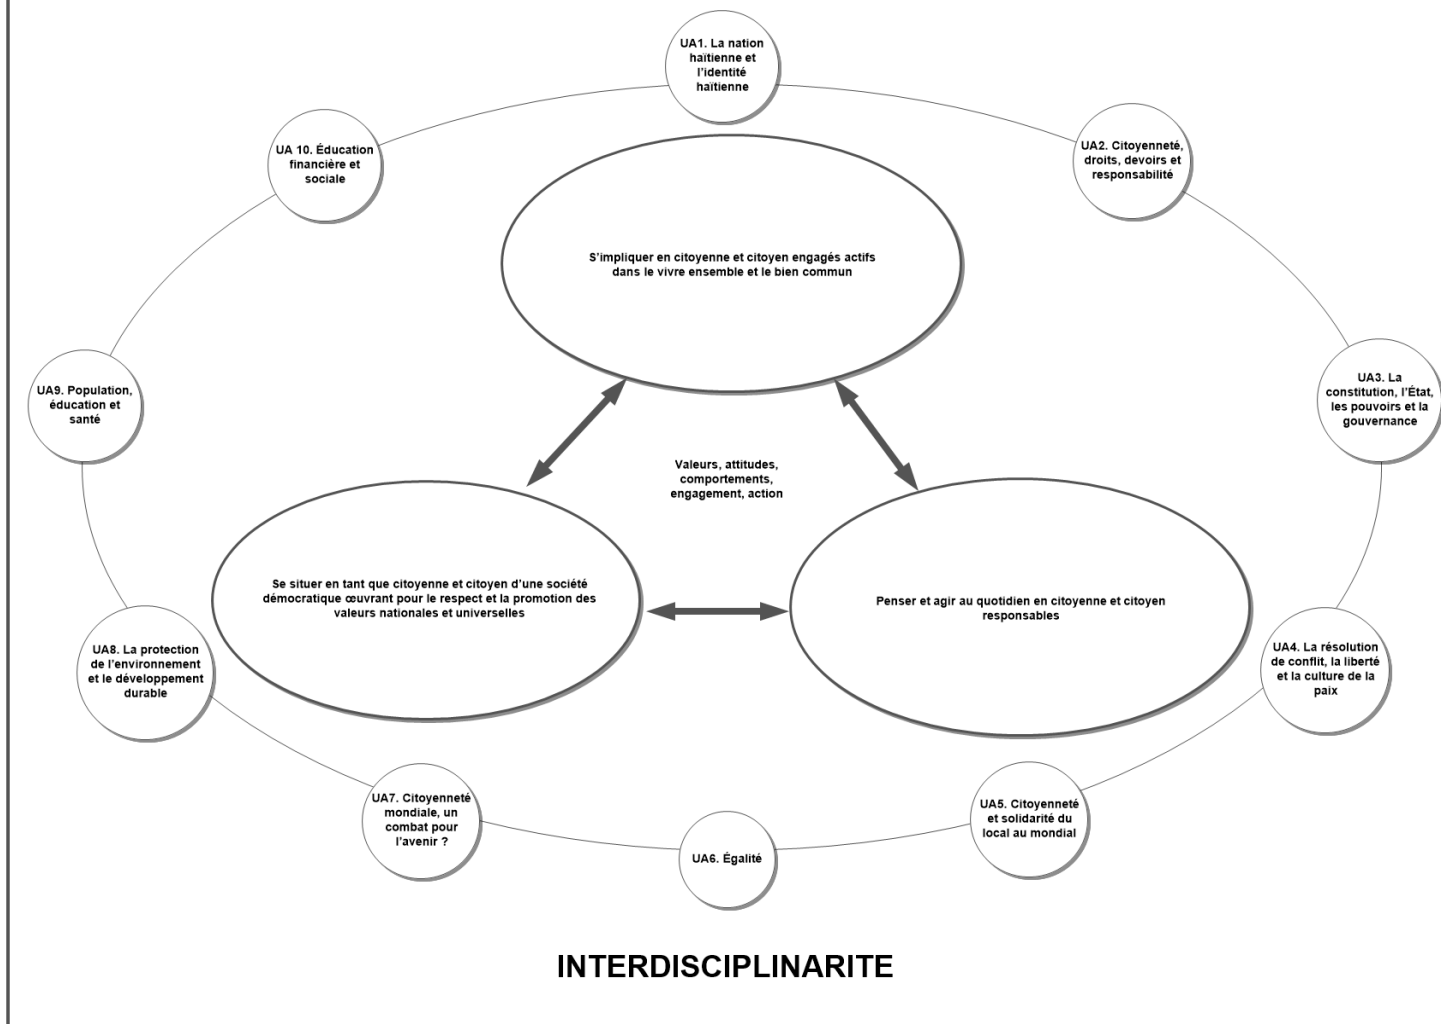 UA1. La nation
haïtienne et
l'identité
haïtienne
UA 10. Éducation
financière et
sociale
UA2. Citoyenneté,
droits, devoirs et
responsabilité
S'impliquer en citoyenne et citoyen engagés actifs
dans le vivre ensemble et le bien commun
UA9. Population,
éducation et
santé
UA3. La
constitution, l'État,
les pouvoirs et la
gouvernance
Valeurs, attitudes,
comportements,
engagement, action
Se situer en tant que citoyenne et citoyen d'une société
démocratique œuvrant pour le respect et la promotion des
valeurs nationales et universelles
Penser et agir au quotidien en citoyenne et citoyen
responsables
UA8. La protection
de l'environnement
et le développement
durable
UA4. La résolution
de conflit, la liberté
et la culture de la
paix
UA7. Citoyenneté
mondiale, un
combat pour
l'avenir ?
UA6. Égalité
UA5. Citoyenneté
et solidarité du
local au mondial
INTERDISCIPLINARITE